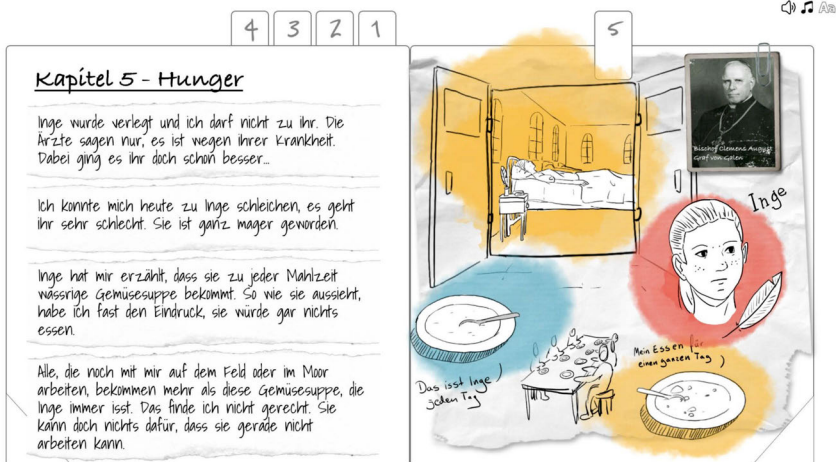 4 3 2 1
5
Aa
Kapitel 5 - Hunger
Inge wurde verlegt und ich darf nicht zu ihr. Die
Ärzte sagen nur, es ist wegen ihrer Krankheit.
Dabei ging es ihr doch schon besser...
Ich konnte mich heute zu Inge schleichen, es geht
ihr sehr schlecht. Sie ist ganz mager geworden.
Inge hat mir erzählt, dass sie zu jeder Mahlzeit
wässrige Gemüsesuppe bekommt. So wie sie aussieht,
habe ich fast den Eindruck, sie würde gar nichts
essen.
Alle, die noch mit mir auf dem Feld oder im Moor
arbeiten, bekommen mehr als diese Gemüsesuppe, die
Inge immer isst. Das finde ich nicht gerecht. Sie
kann doch nichts dafür, dass sie gerade nicht
arbeiten kann.
Bischof Clemens August
Graf von Galen
Inge
Das isst Inge
jeden Tag
Mein Essen für
einen ganzen Tag